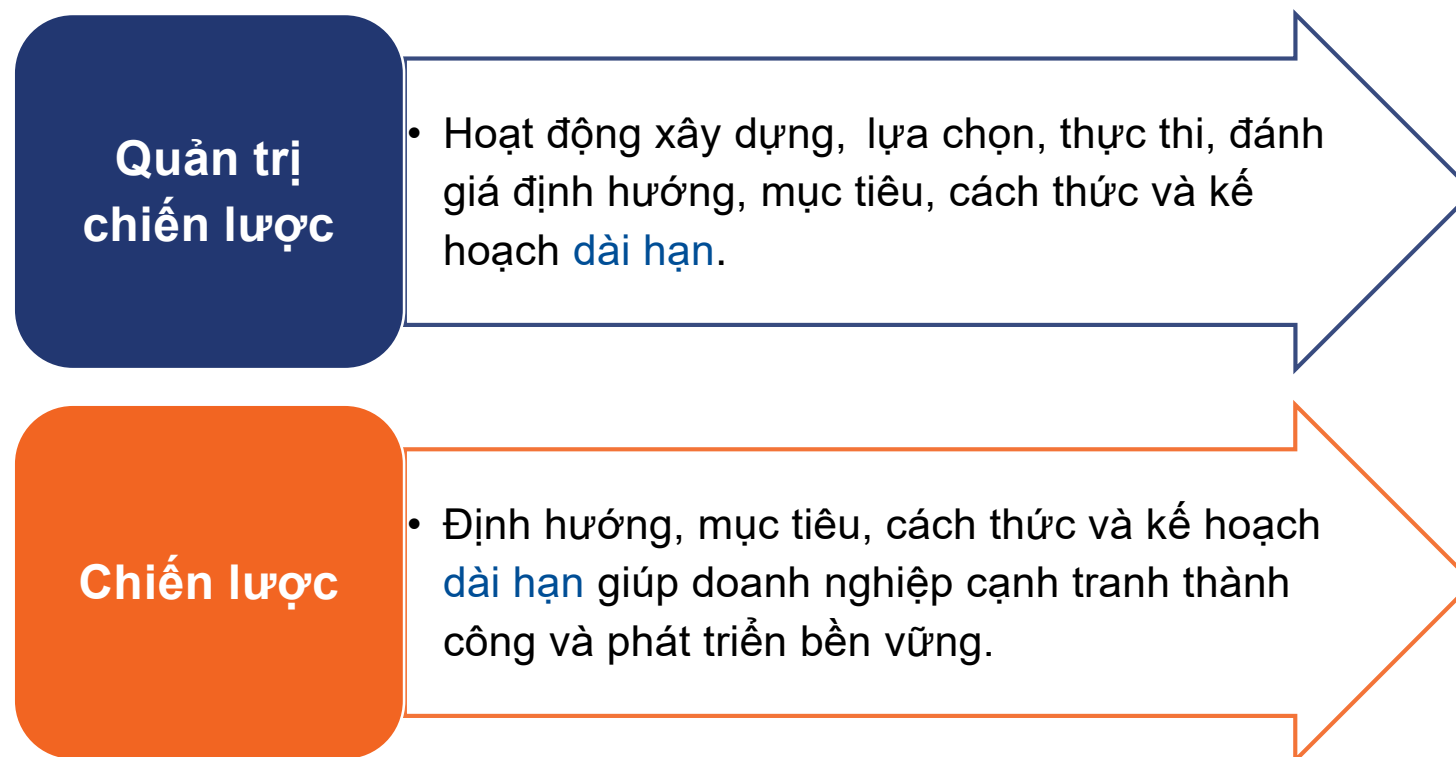 Quản trị
chiến lược
• Hoạt động xây dựng, lựa chọn, thực thi, đánh
giá định hướng, mục tiêu, cách thức và kế
hoạch dài hạn.
Chiến lược
• Định hướng, mục tiêu, cách thức và kế hoạch
dài hạn giúp doanh nghiệp cạnh tranh thành
công và phát triển bền vững.